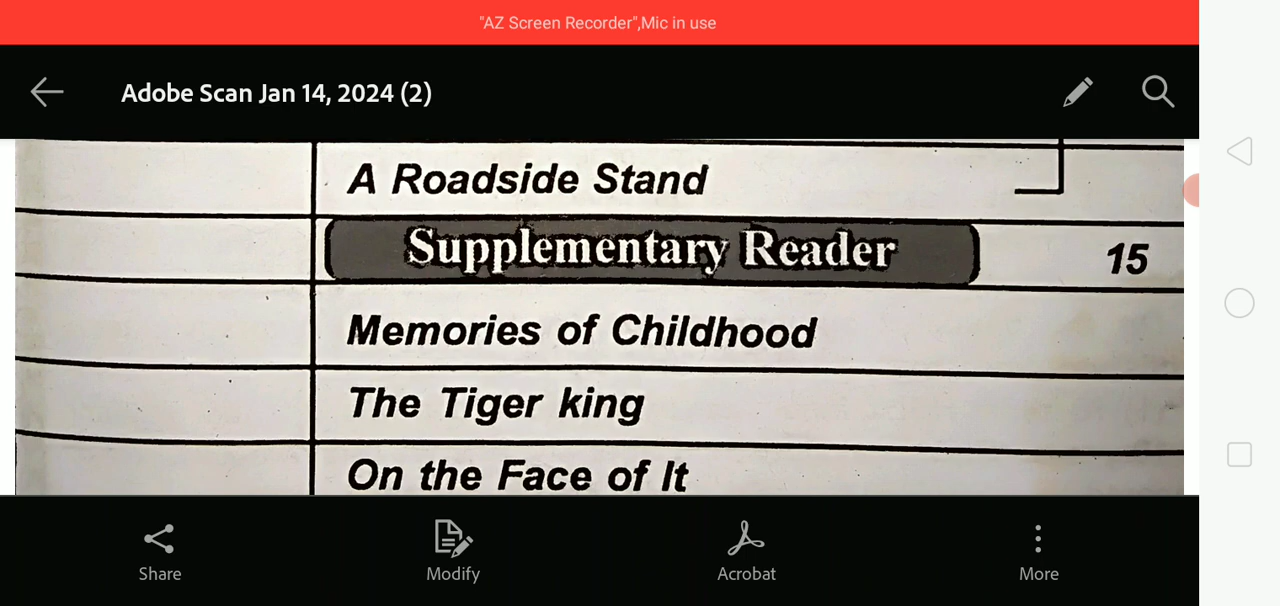 "AZ Screen Recorder",Mic in use
Adobe Scan Jan 14, 2024 (2)
A Roadside Stand
Supplementary Reader 15
Memories of Childhood
The Tiger king
On the Face of It
Share Modify Acrobat More